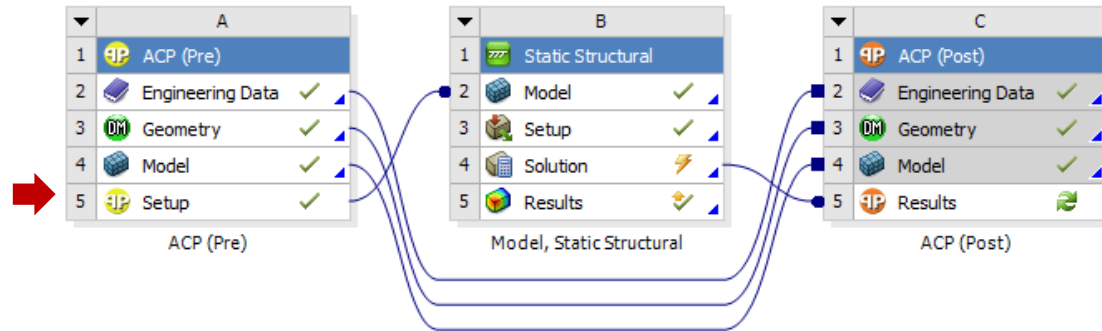 A
1 ACP (Pre)
2 Engineering Data
3 DM Geometry
4 Model
5 Setup
ACP (Pre)
B
1 Static Structural
2 Model
3 Setup
4 Solution
5 Results
Model, Static Structural
C
1 ACP (Post)
2 Engineering Data
3 DM Geometry
4 Model
5 Results
ACP (Post)